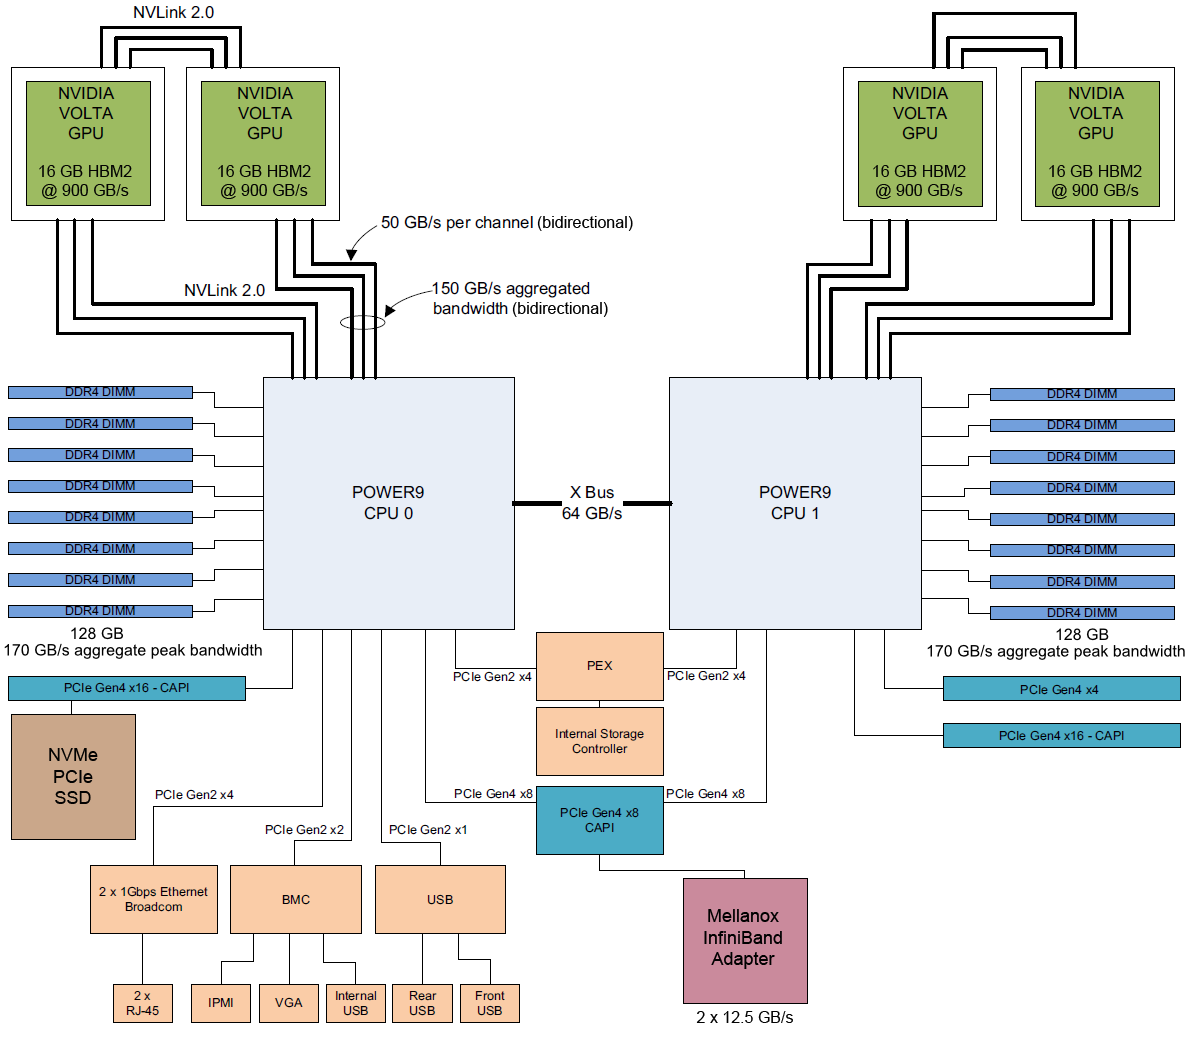 NVLink 2.0
NVIDIA
VOLTA
GPU
16 GB HBM2
@ 900 GB/s
NVIDIA
VOLTA
GPU
16 GB HBM2
@ 900 GB/s
NVIDIA
VOLTA
GPU
16 GB HBM2
@ 900 GB/s
NVIDIA
VOLTA
GPU
16 GB HBM2
@ 900 GB/s
50 GB/s per channel (bidirectional)
NVLink 2.0
150 GB/s aggregated
bandwidth (bidirectional)
DDR4 DIMM
DDR4 DIMM
DDR4 DIMM
DDR4 DIMM
DDR4 DIMM
DDR4 DIMM
DDR4 DIMM
DDR4 DIMM
128 GB
170 GB/s aggregate peak bandwidth
POWER9
CPU 0
X Bus
64 GB/s
POWER9
CPU 1
DDR4 DIMM
DDR4 DIMM
DDR4 DIMM
DDR4 DIMM
DDR4 DIMM
DDR4 DIMM
DDR4 DIMM
DDR4 DIMM
128 GB
170 GB/s aggregate peak bandwidth
PCIe Gen4 x16 - CAPI
NVMe
PCIe
SSD
PCIe Gen2 x4
PEX
PCIe Gen2 x4
Internal Storage
Controller
PCIe Gen4 x4
PCIe Gen4 x16 - CAPI
PCIe Gen2 x4
PCIe Gen4 x8
PCIe Gen4 x8
CAPI
PCIe Gen4 x8
PCIe Gen2 x2
PCIe Gen2 x1
2 x 1Gbps Ethernet
Broadcom
BMC
USB
Mellanox
InfiniBand
Adapter
2 x 12.5 GB/s
2 x
RJ-45
IPMI
VGA
Internal
USB
Rear
USB
Front
USB